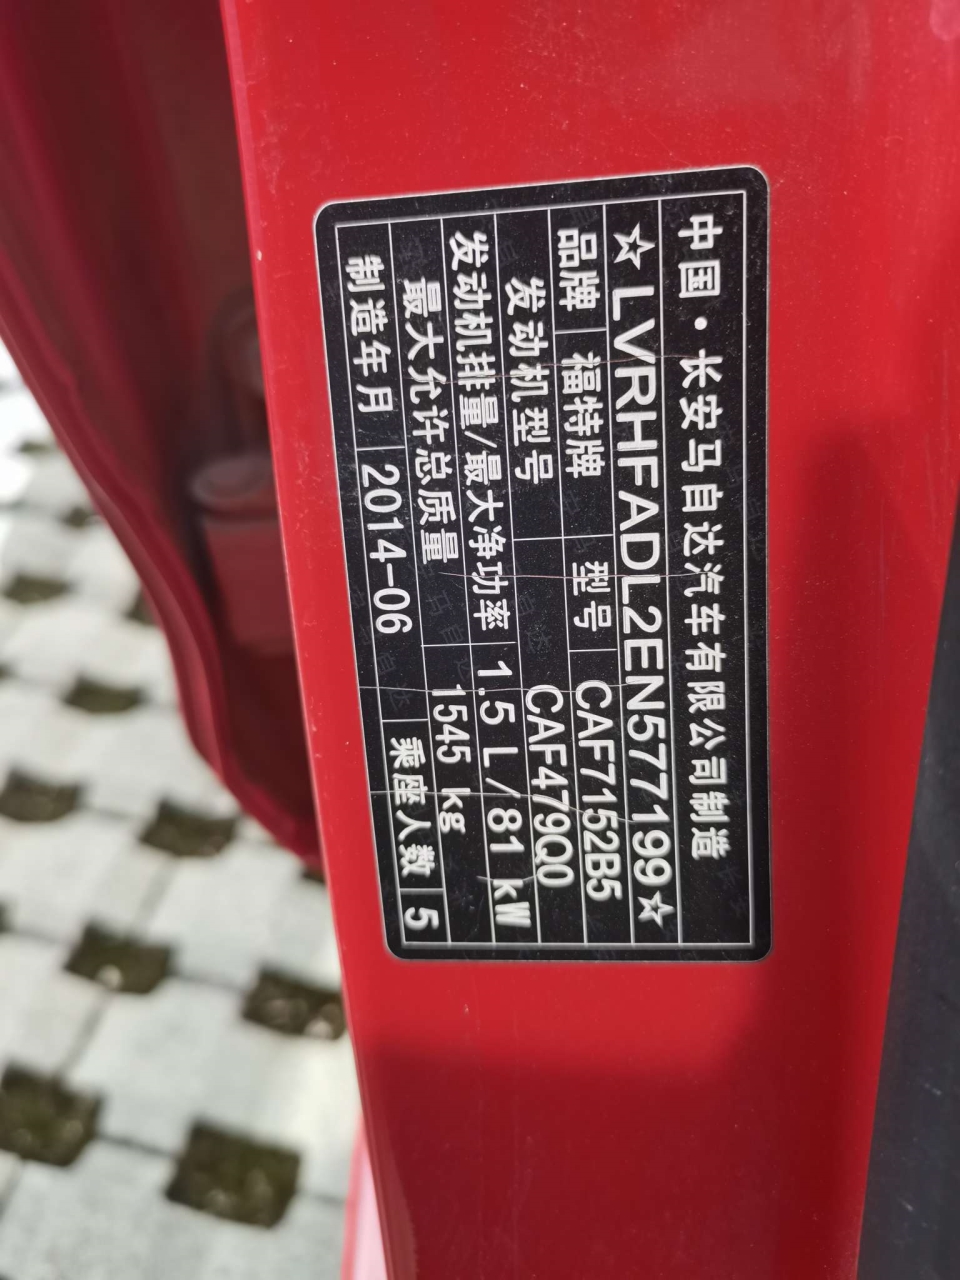 中国·长安马自达汽车有限公司制造
☆LVRHFADL2EN577199☆
品牌 福特牌 型号 CAF7152B5
发动机型号 CAF479Q0
发动机排量/最大净功率 1.5L/81kW
最大允许总质量 1545 kg
制造年月 2014-06 乘座人数 5